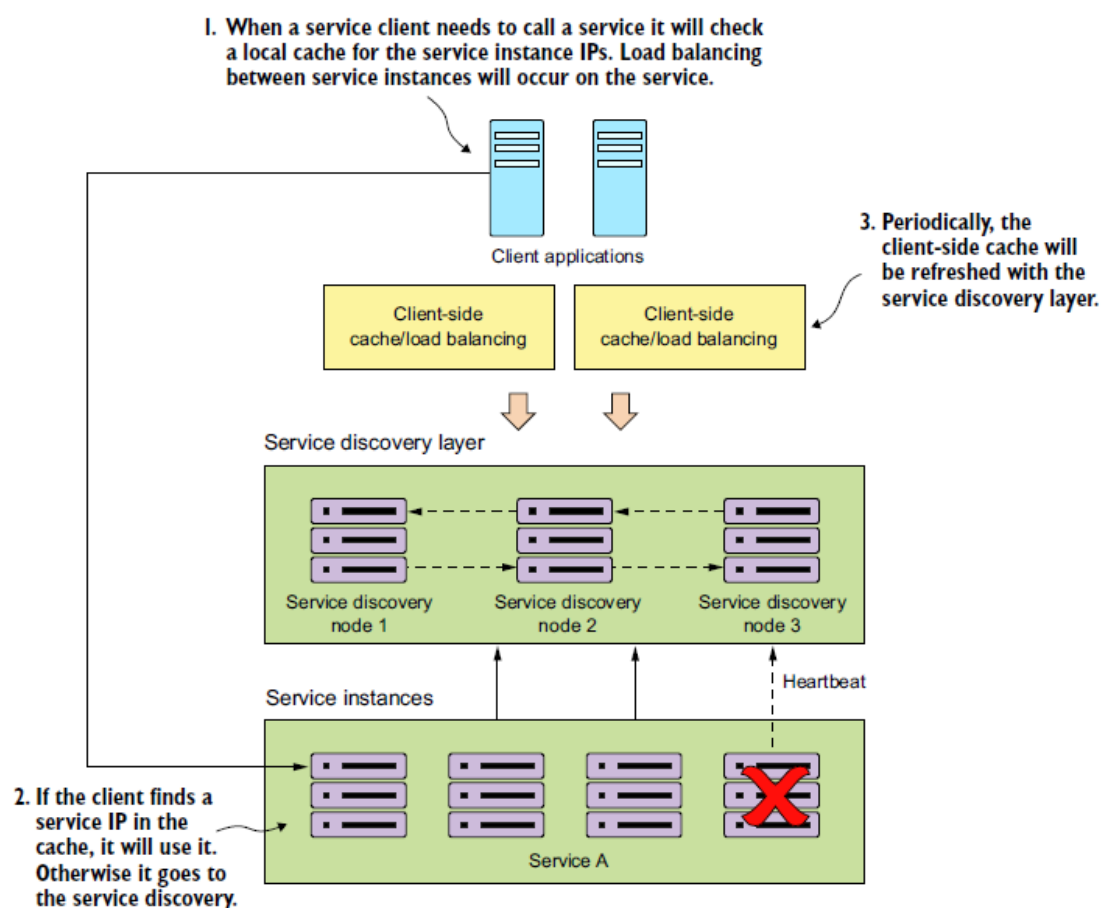 1. When a service client needs to call a service it will check
a local cache for the service instance IPs. Load balancing
between service instances will occur on the service.
Client applications
3. Periodically, the
client-side cache will
be refreshed with the
service discovery layer.
Client-side
cache/load balancing
Client-side
cache/load balancing
Service discovery layer
Service discovery
node 1
Service discovery
node 2
Service discovery
node 3
Heartbeat
Service instances
2. If the client finds a
service IP in the
cache, it will use it.
Otherwise it goes to
the service discovery.
Service A